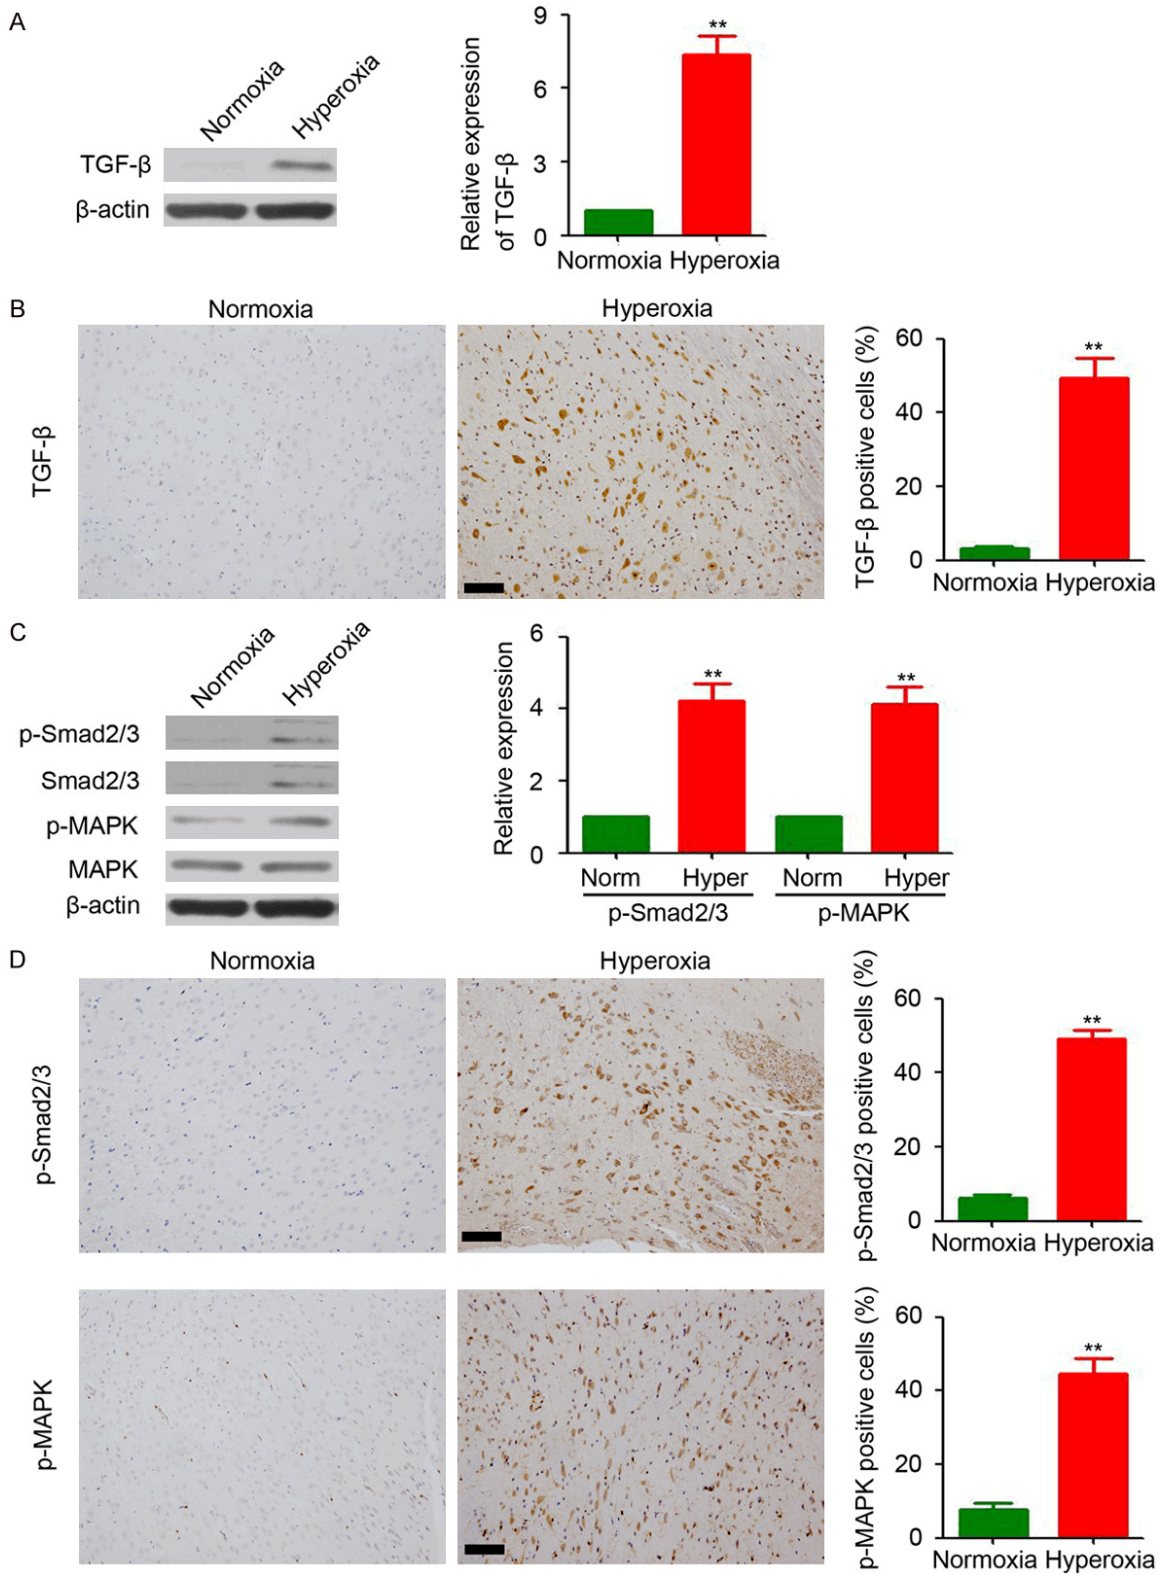 A
Normoxia
Hyperoxia
TGF-β
β-actin
Relative expression
of TGF-β
9
6
3
0
**
Normoxia Hyperoxia
B
Normoxia
Hyperoxia
TGF-β
TGF-β positive cells (%)
60
40
20
0
**
Normoxia Hyperoxia
C
Normoxia
Hyperoxia
p-Smad2/3
Smad2/3
p-MAPK
MAPK
β-actin
Relative expression
6
4
2
0
**
**
Norm Hyper Norm Hyper
p-Smad2/3 p-MAPK
D
Normoxia
Hyperoxia
p-Smad2/3
p-Smad2/3 positive cells (%)
60
40
20
0
**
Normoxia Hyperoxia
p-MAPK
p-MAPK positive cells (%)
60
40
20
0
**
Normoxia Hyperoxia